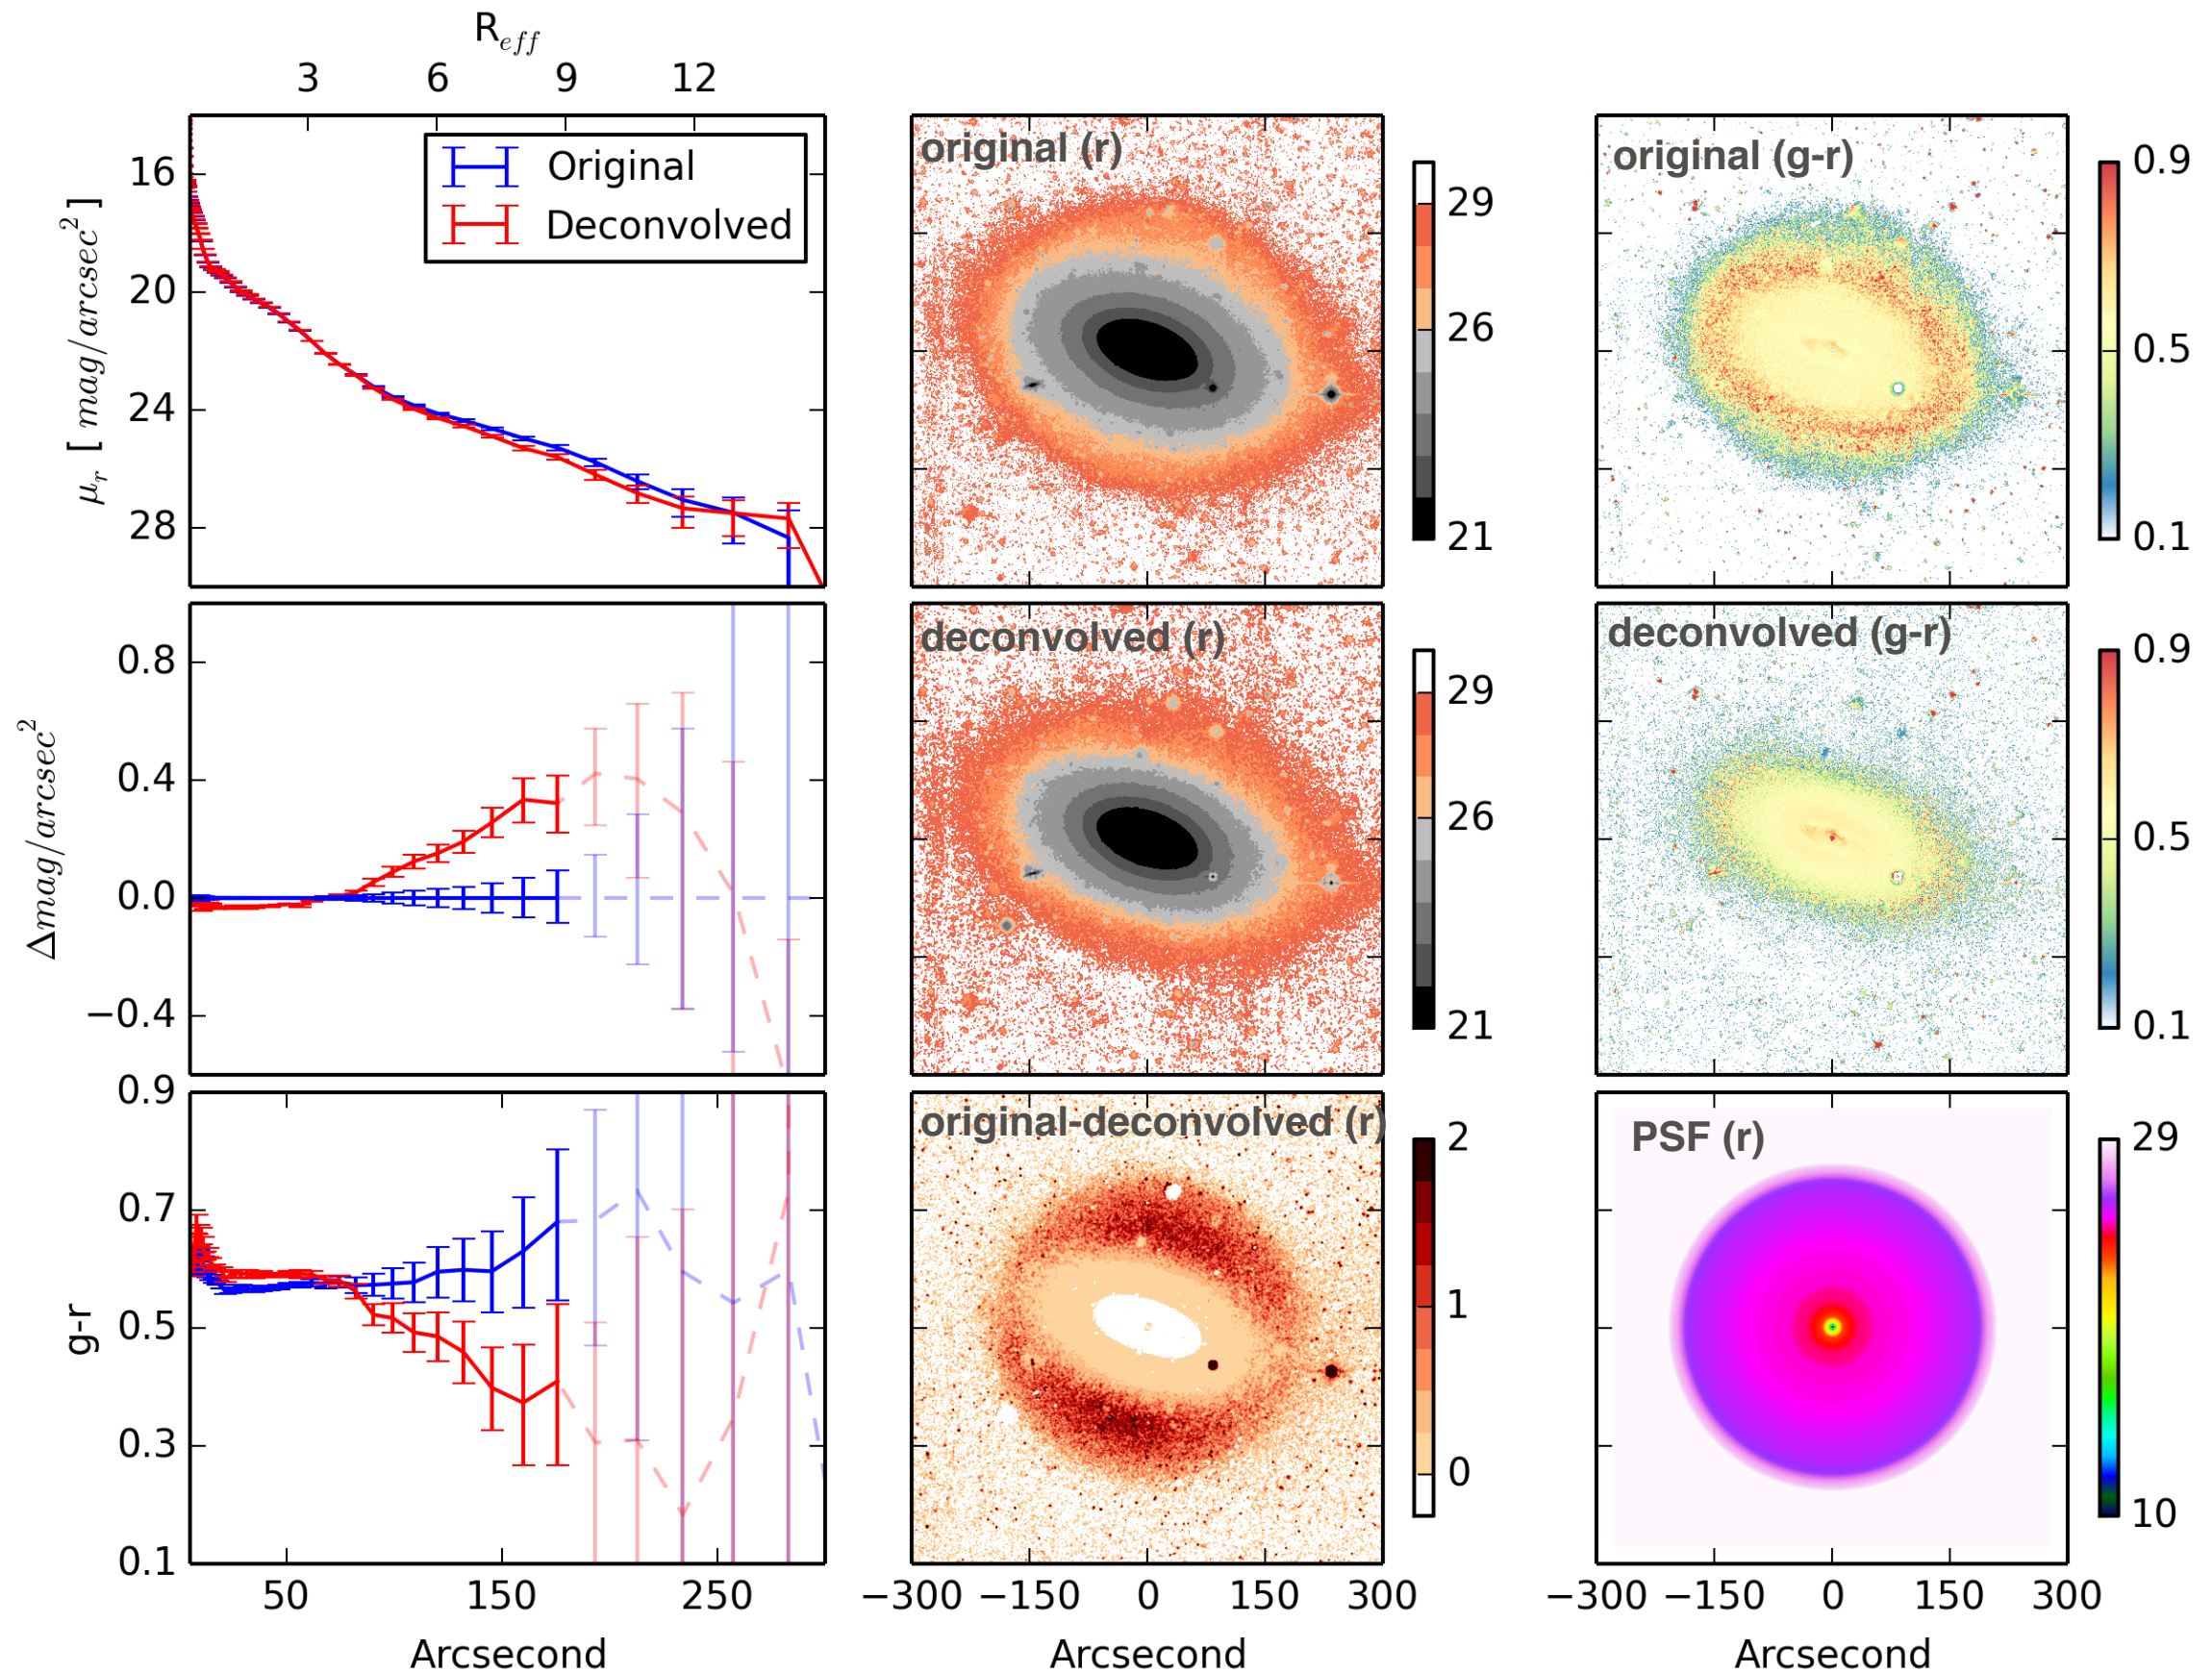 R_eff
3 6 9 12
Original
Deconvolved
16
20
24
28
μ_r [ mag/arcsec^2 ]
original (r)
29
26
21
original (g-r)
0.9
0.5
0.1
0.8
0.4
0.0
−0.4
Δmag/arcsec^2
deconvolved (r)
29
26
21
deconvolved (g-r)
0.9
0.5
0.1
0.9
0.7
0.5
0.3
0.1
g-r
50 150 250
Arcsecond
original-deconvolved (r)
2
1
0
−300 −150 0 150 300
Arcsecond
PSF (r)
29
10
−300 −150 0 150 300
Arcsecond